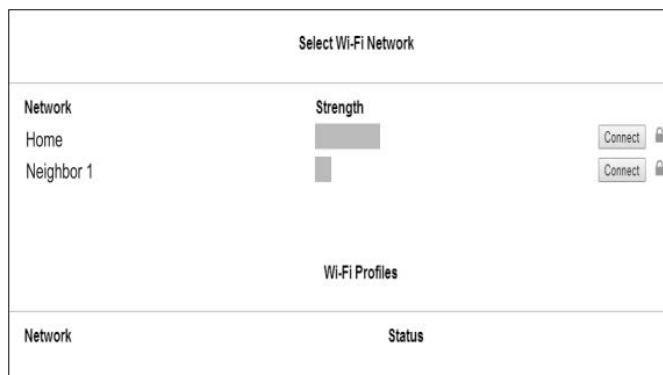 Select Wi-Fi Network
Network Strength
Home Connect
Neighbor 1 Connect
Wi-Fi Profiles
Network Status